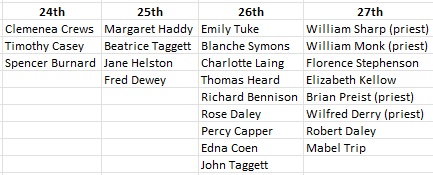 24th 25th 26th 27th
Clemenea Crews Margaret Haddy Emily Tuke William Sharp (priest)
Timothy Casey Beatrice Taggett Blanche Symons William Monk (priest)
Spencer Burnard Jane Helston Charlotte Laing Florence Stephenson
Fred Dewey Thomas Heard Elizabeth Kellow
Richard Bennison Brian Preist (priest)
Rose Daley Wilfred Derry (priest)
Percy Capper Robert Daley
Edna Coen Mabel Trip
John Taggett